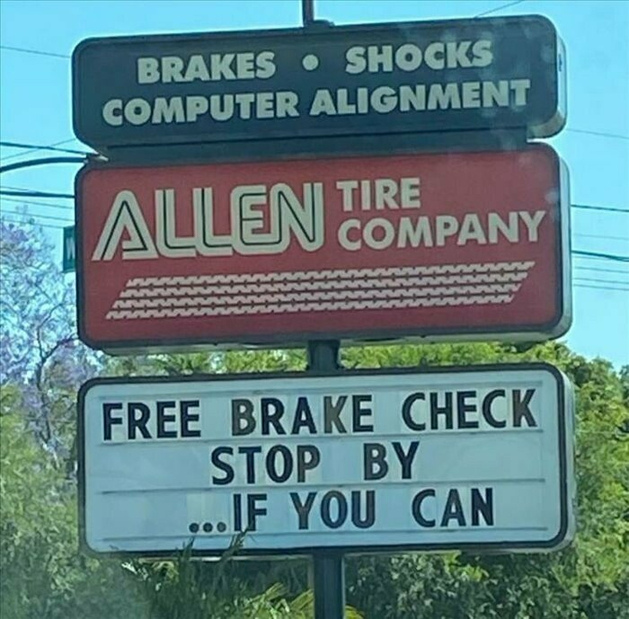 BRAKES • SHOCKS
COMPUTER ALIGNMENT
ALLEN TIRE
COMPANY
FREE BRAKE CHECK
STOP BY
...IF YOU CAN